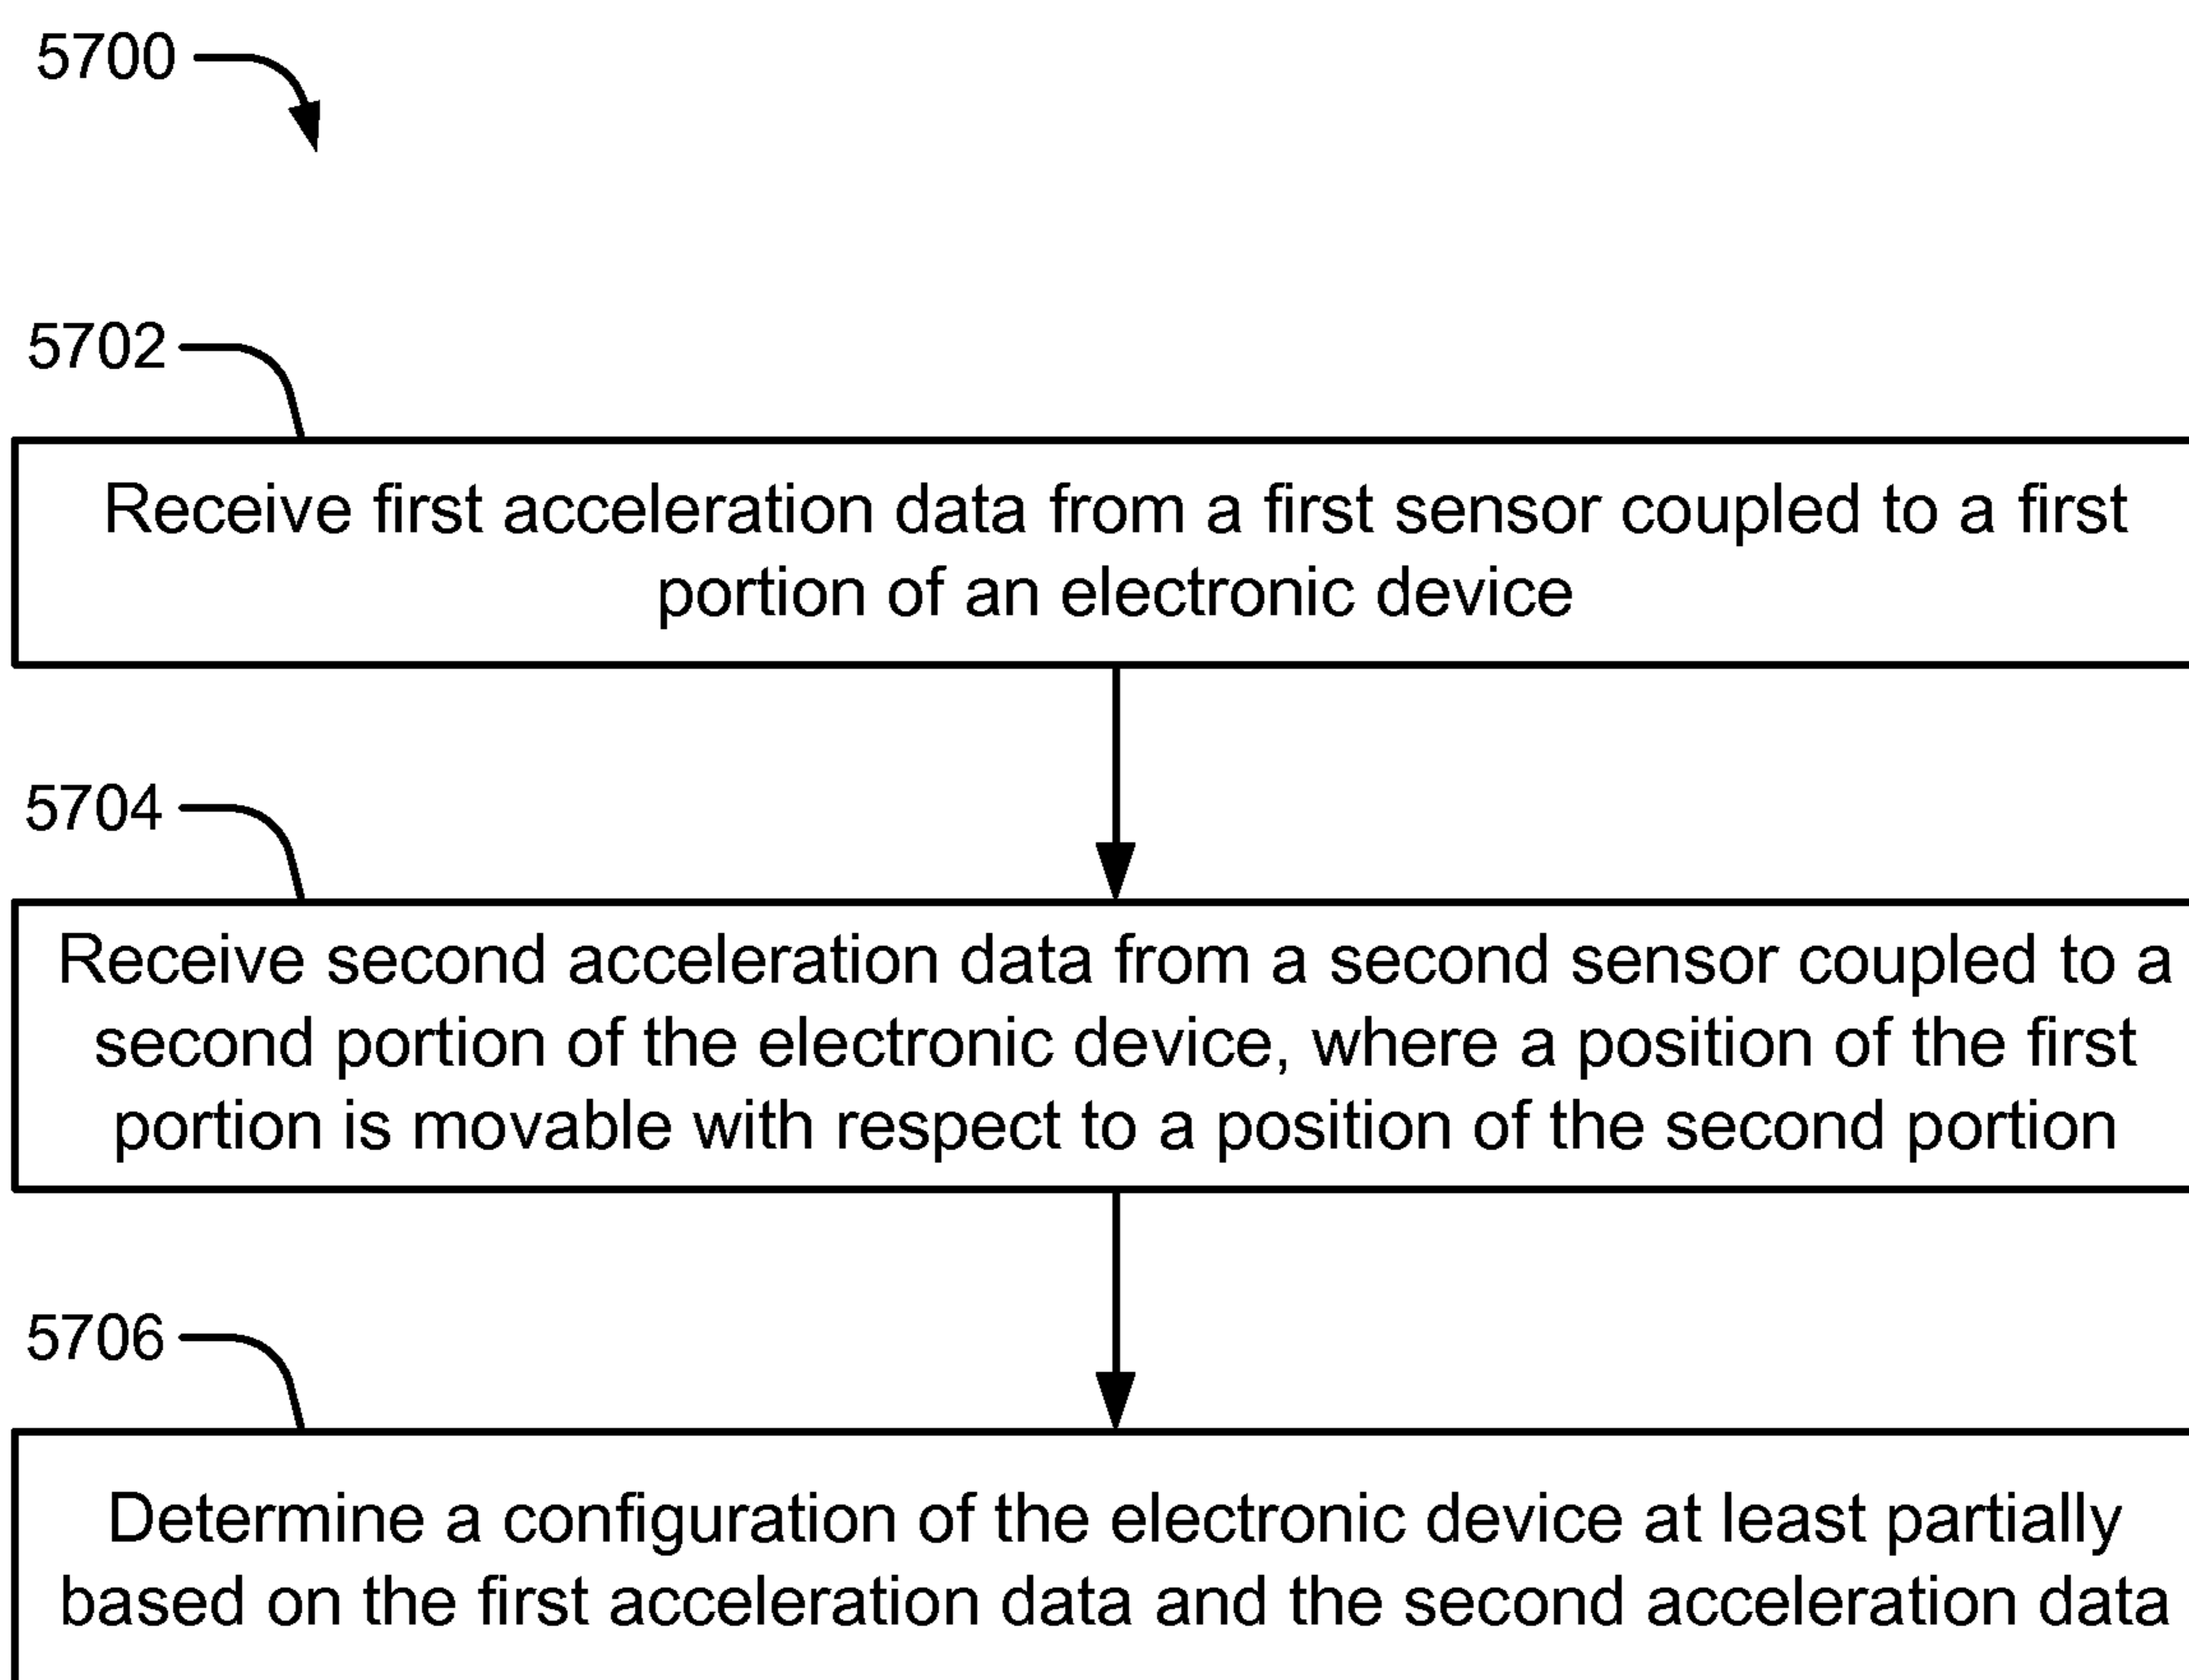 5700
5702
Receive first acceleration data from a first sensor coupled to a first
portion of an electronic device
5704
Receive second acceleration data from a second sensor coupled to a
second portion of the electronic device, where a position of the first
portion is movable with respect to a position of the second portion
5706
Determine a configuration of the electronic device at least partially
based on the first acceleration data and the second acceleration data